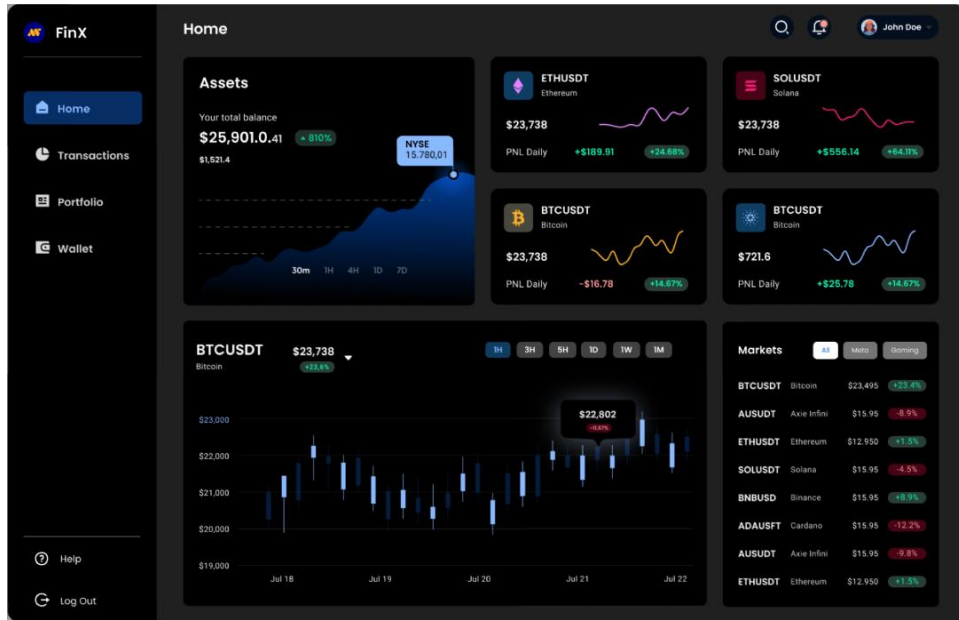 FinX
Home
Transactions
Portfolio
Wallet
Help
Log Out
Home
John Doe
Assets
Your total balance
$25,901.0.41 810%
$1,521.4
NYSE
15.780,01
30m 1H 4H 1D 7D
ETHUSDT
Ethereum
$23,738
PNL Daily +$189.91 +24.68%
SOLUSDT
Solana
$23,738
PNL Daily +$556.14 +64.11%
BTCUSDT
Bitcoin
$23,738
PNL Daily -$16.78 +14.67%
BTCUSDT
Bitcoin
$721.6
PNL Daily +$25.78 +14.67%
BTCUSDT
Bitcoin
$23,738
+23,6%
1H 3H 5H 1D 1W 1M
$22,802
-11,67%
$23,000
$22,000
$21,000
$20,000
$19,000
Jul 18 Jul 19 Jul 20 Jul 21 Jul 22
Markets All Meta Gaming
BTCUSDT Bitcoin $23,495 +23.4%
AUSUDT Axie Infini $15.95 -8.9%
ETHUSDT Ethereum $12.950 +1.5%
SOLUSDT Solana $15.95 -4.5%
BNBUSD Binance $15.95 +8.9%
ADAUSFT Cardano $15.95 -12.2%
AUSUDT Axie Infini $15.95 -9.8%
ETHUSDT Ethereum $12.950 +1.5%